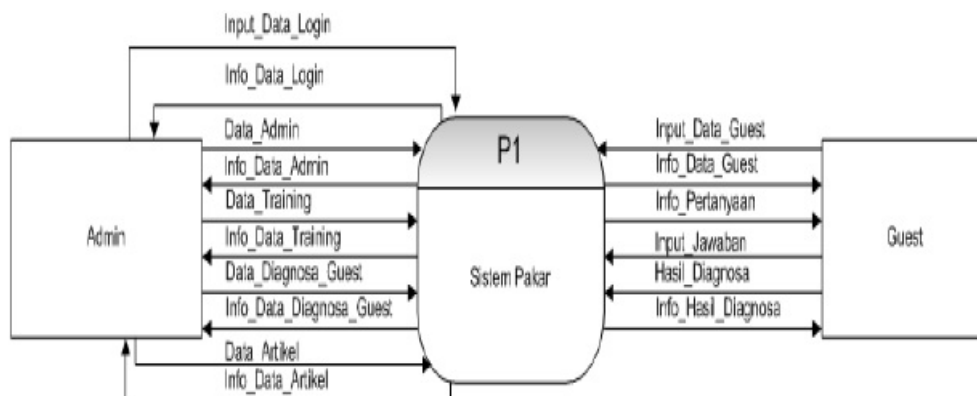 Input_Data_Login
Info_Data_Login
Data_Admin
Info_Data_Admin
Data_Training
Info_Data_Training
Data_Diagnosa_Guest
Info_Data_Diagnosa_Guest
Data_Artikel
Info_Data_Artikel
Admin
P1
Sistem Pakar
Input_Data_Guest
Info_Data_Guest
Info_Pertanyaan
Input_Jawaban
Hasil_Diagnosa
Info_Hasil_Diagnosa
Guest